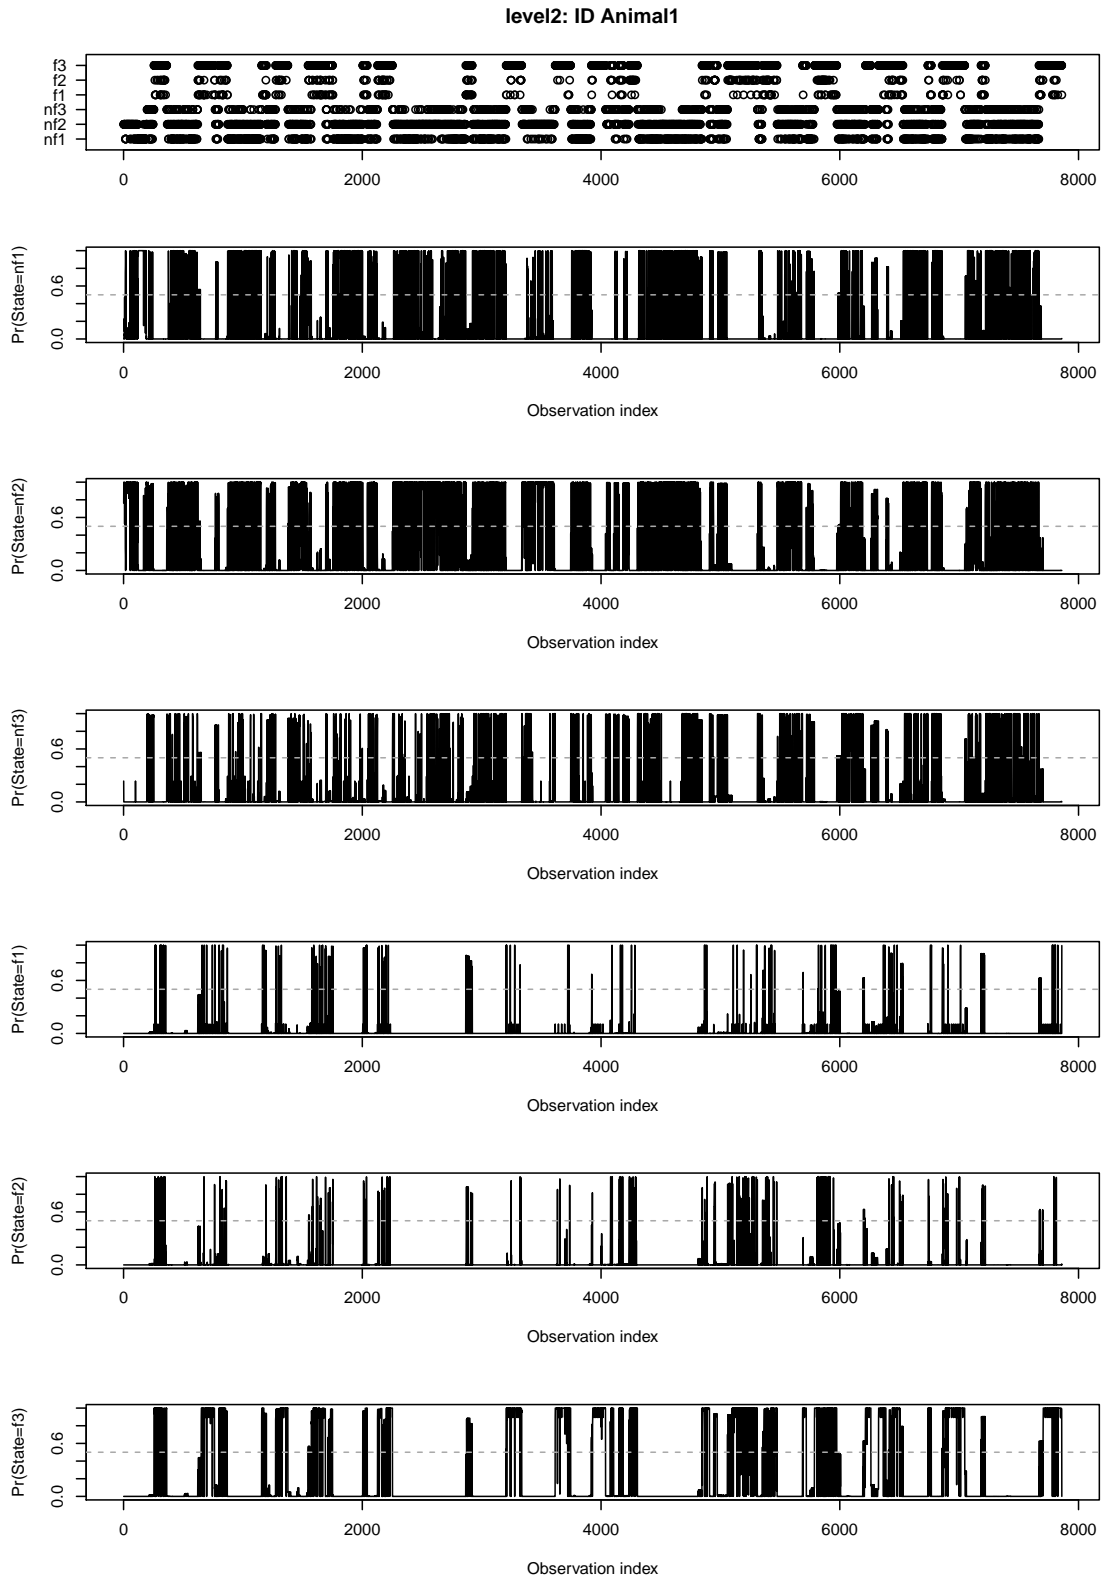 level2: ID Animal1
f3
f2
f1
nf3
nf2
nf1
0 2000 4000 6000 8000
Pr(State=nf1)
0.6
0.0
0 2000 4000 6000 8000
Observation index
Pr(State=nf2)
0.6
0.0
0 2000 4000 6000 8000
Observation index
Pr(State=nf3)
0.6
0.0
0 2000 4000 6000 8000
Observation index
Pr(State=f1)
0.6
0.0
0 2000 4000 6000 8000
Observation index
Pr(State=f2)
0.6
0.0
0 2000 4000 6000 8000
Observation index
Pr(State=f3)
0.6
0.0
0 2000 4000 6000 8000
Observation index